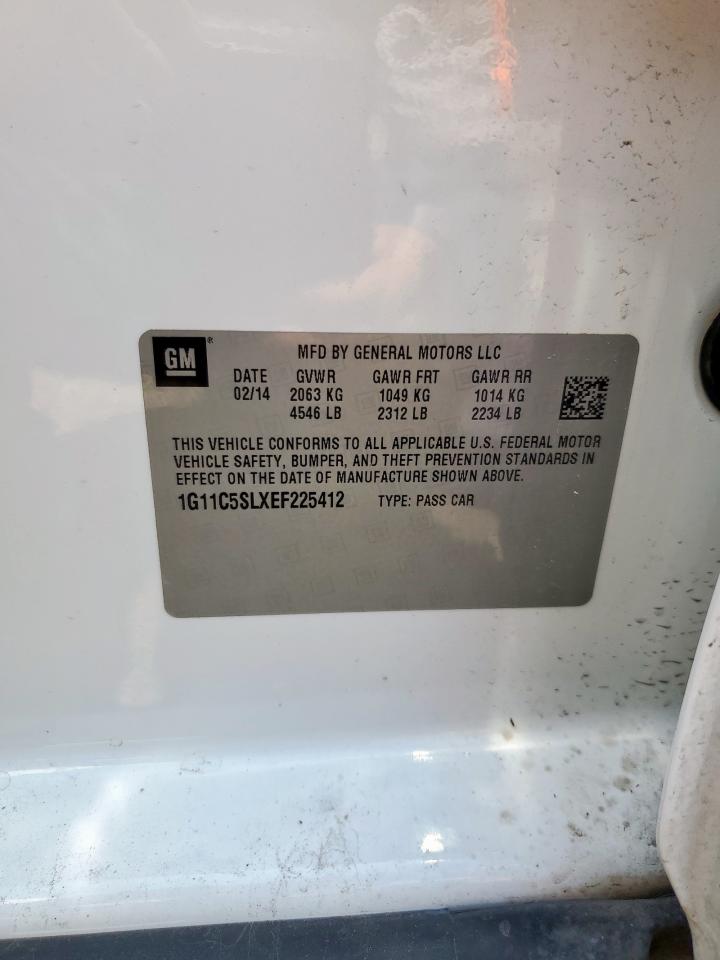 GM®
MFD BY GENERAL MOTORS LLC
DATE GVWR GAWR FRT GAWR RR
02/14 2063 KG 1049 KG 1014 KG
4546 LB 2312 LB 2234 LB
THIS VEHICLE CONFORMS TO ALL APPLICABLE U.S. FEDERAL MOTOR
VEHICLE SAFETY, BUMPER, AND THEFT PREVENTION STANDARDS IN
EFFECT ON THE DATE OF MANUFACTURE SHOWN ABOVE.
1G11C5SLXEF225412 TYPE: PASS CAR